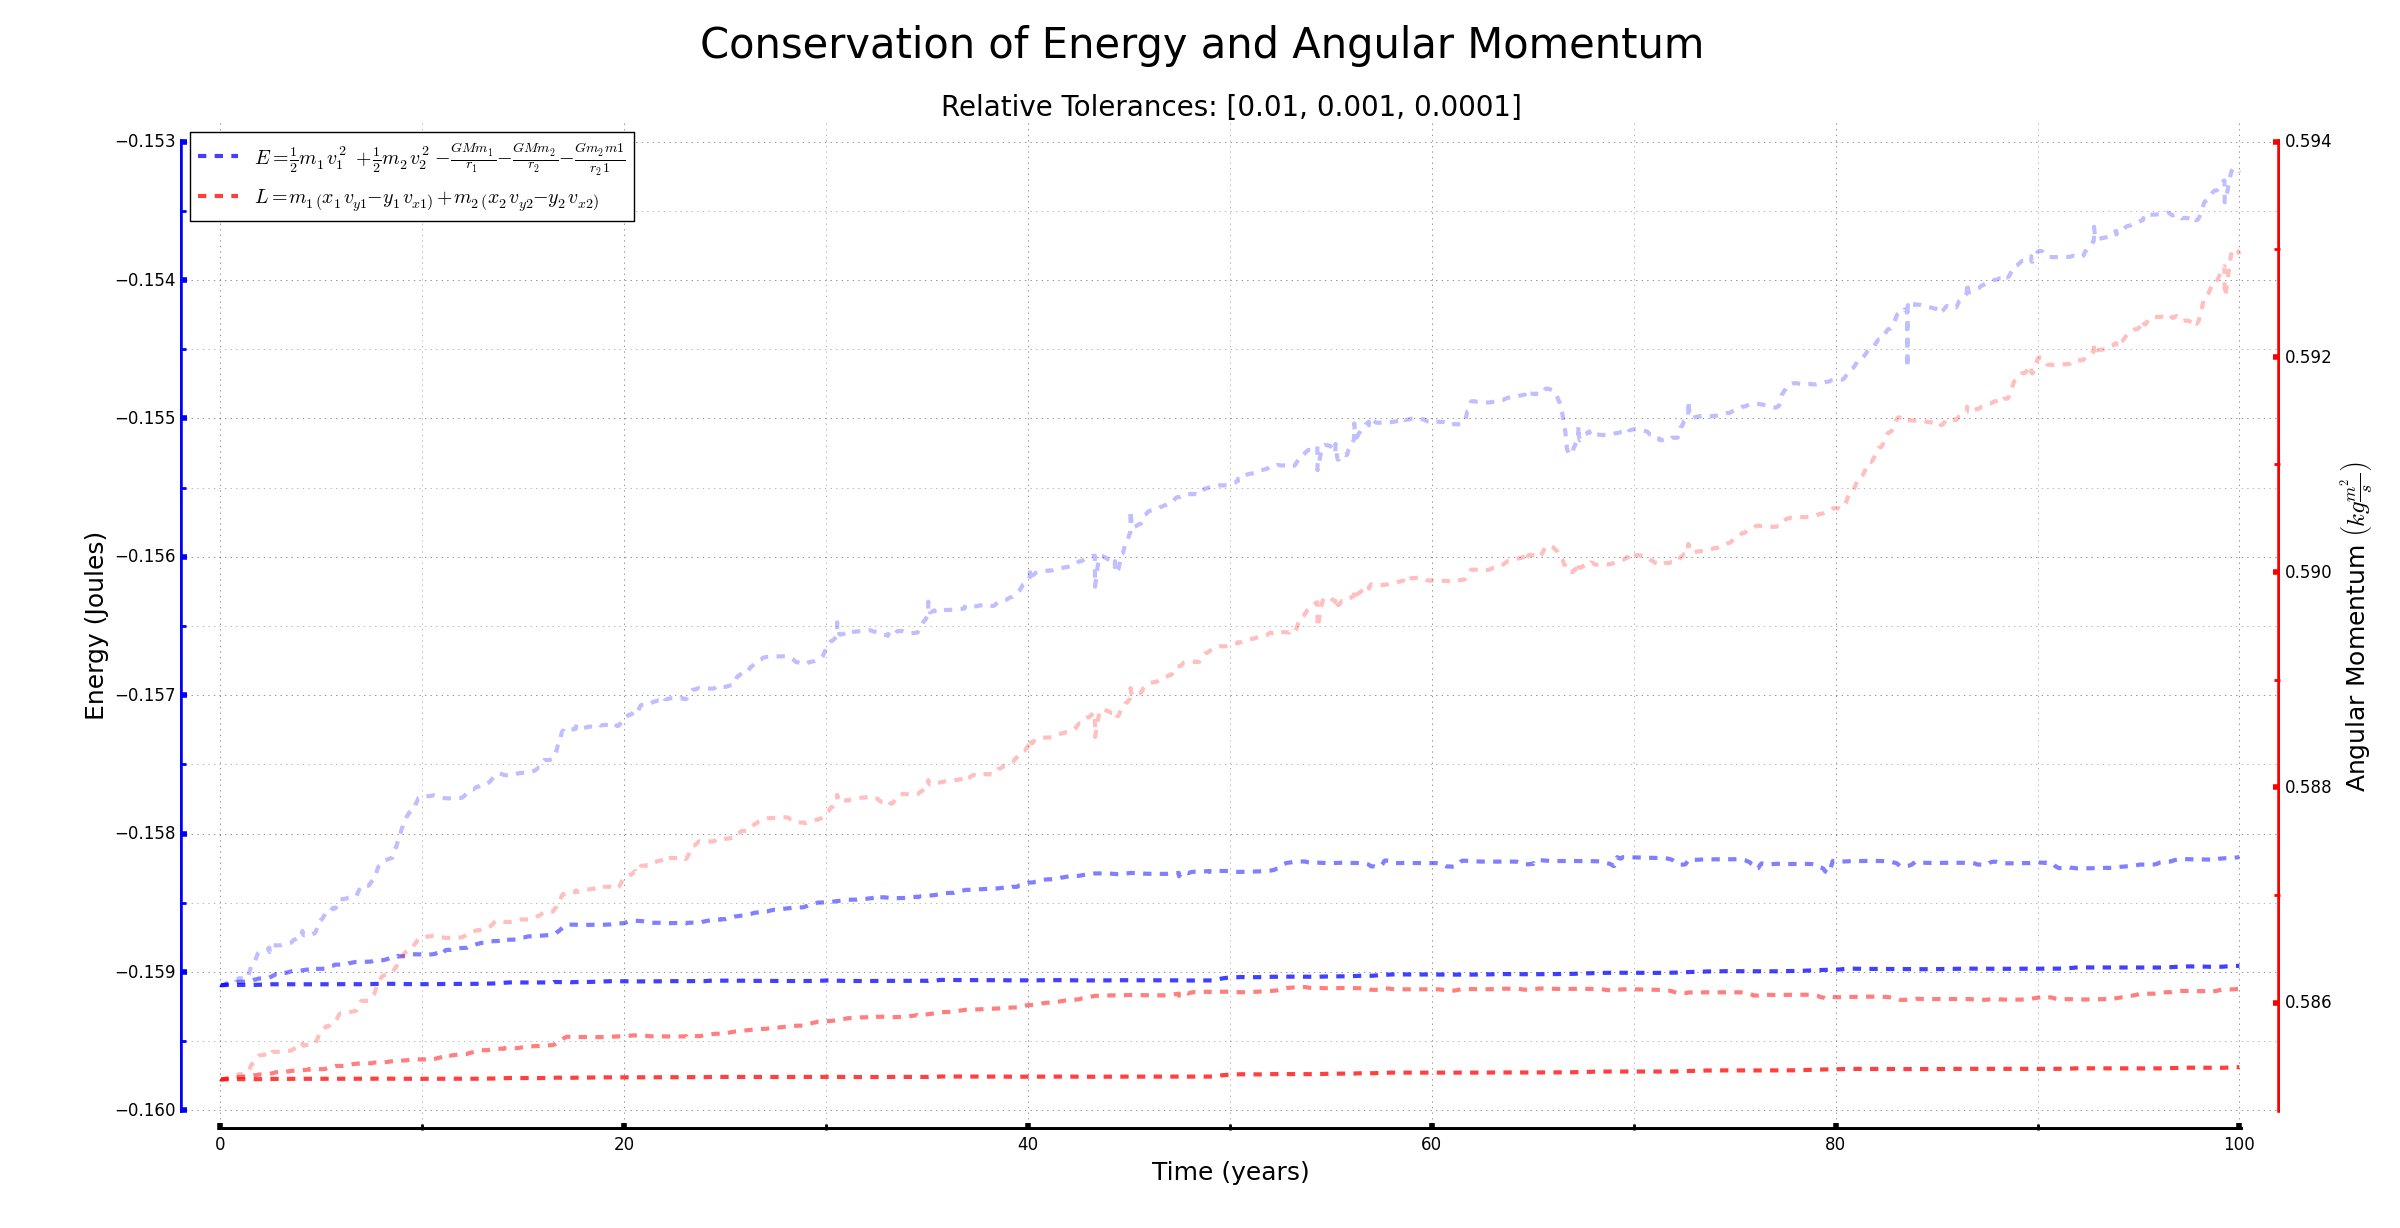 Conservation of Energy and Angular Momentum
Relative Tolerances: [0.01, 0.001, 0.0001]
E=½m₁v₁² +½m₂v₂² −GMm₁/r₁−GMm₂/r₂−Gm₂m1/r₂1
L=m₁(x₁v_y1−y₁v_x1)+m₂(x₂v_y2−y₂v_x2)
−0.153
−0.154
−0.155
−0.156
−0.157
−0.158
−0.159
−0.160
Energy (Joules)
0.594
0.592
0.590
0.588
0.586
Angular Momentum (kg m²/s)
0 20 40 60 80 100
Time (years)